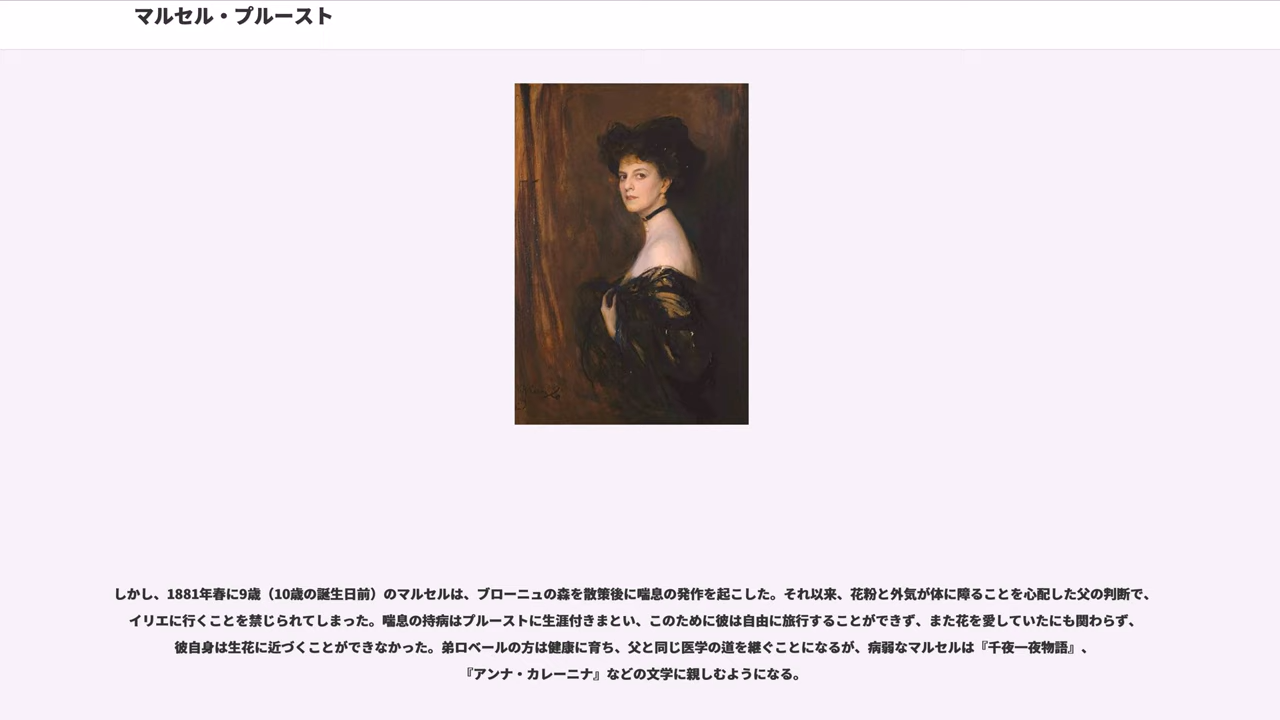 マルセル・プルースト
しかし、1881年春に9歳（10歳の誕生日前）のマルセルは、ブローニュの森を散策後に喘息の発作を起こした。それ以来、花粉と外気が体に障ることを心配した父の判断で、
イリエに行くことを禁じられてしまった。喘息の持病はプルーストに生涯付きまとい、このために彼は自由に旅行することができず、また花を愛していたにも関わらず、
彼自身は生花に近づくことができなかった。弟ロベールの方は健康に育ち、父と同じ医学の道を継ぐことになるが、病弱なマルセルは『千夜一夜物語』、
『アンナ・カレーニナ』などの文学に親しむようになる。